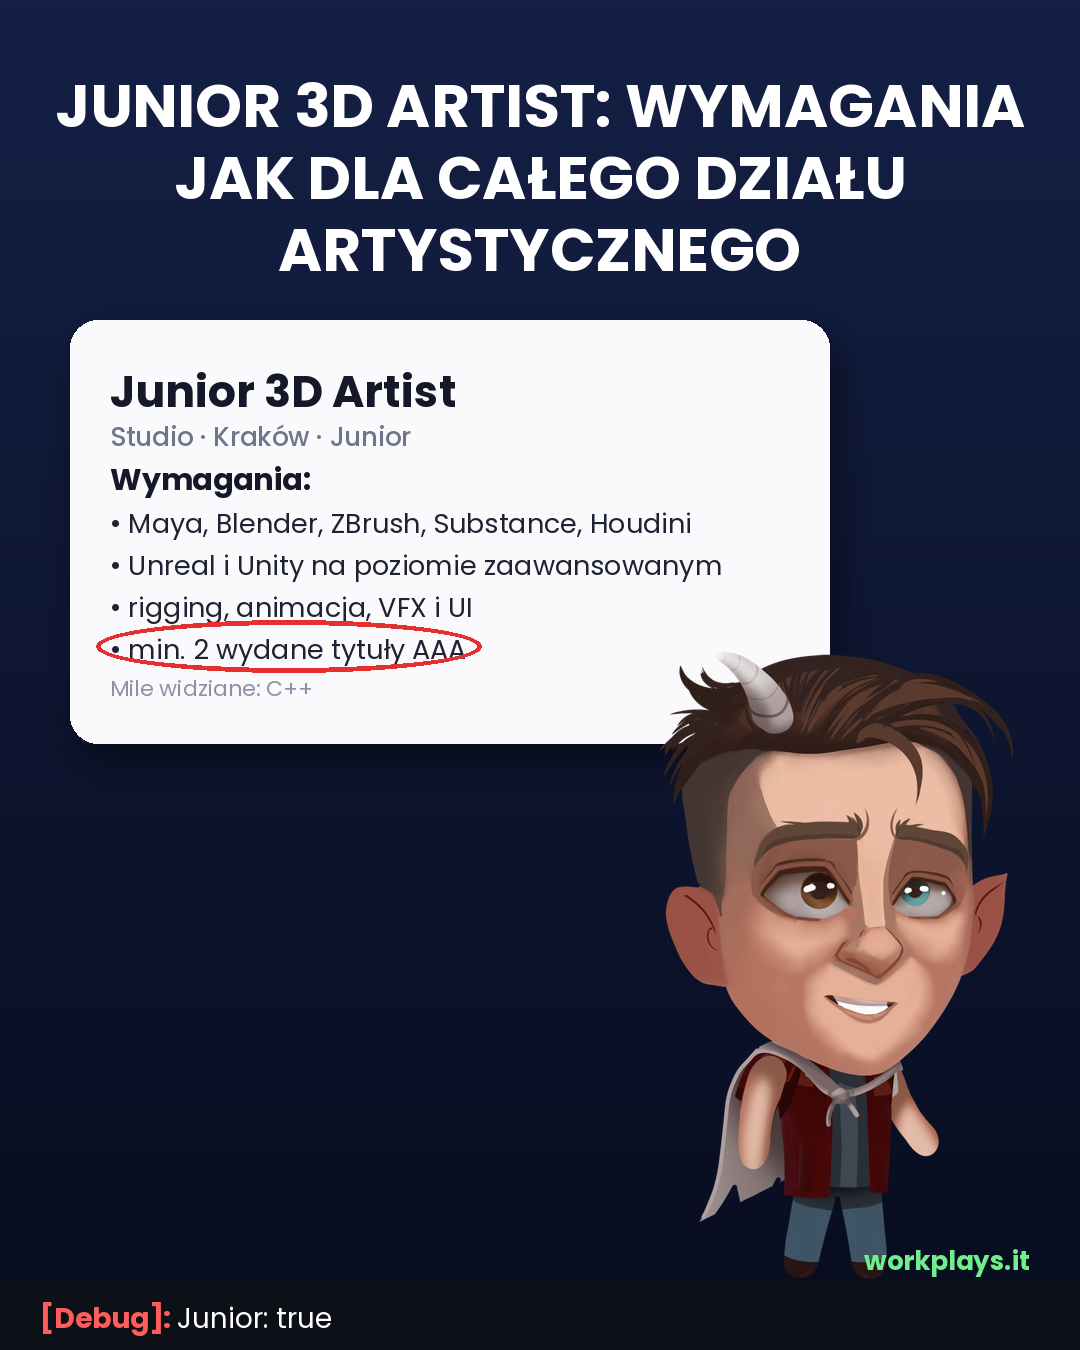 JUNIOR 3D ARTIST: WYMAGANIA
JAK DLA CAŁEGO DZIAŁU
ARTYSTYCZNEGO
Junior 3D Artist
Studio · Kraków · Junior
Wymagania:
• Maya, Blender, ZBrush, Substance, Houdini
• Unreal i Unity na poziomie zaawansowanym
• rigging, animacja, VFX i UI
• min. 2 wydane tytuły AAA
Mile widziane: C++
workplays.it
[Debug]: Junior: true